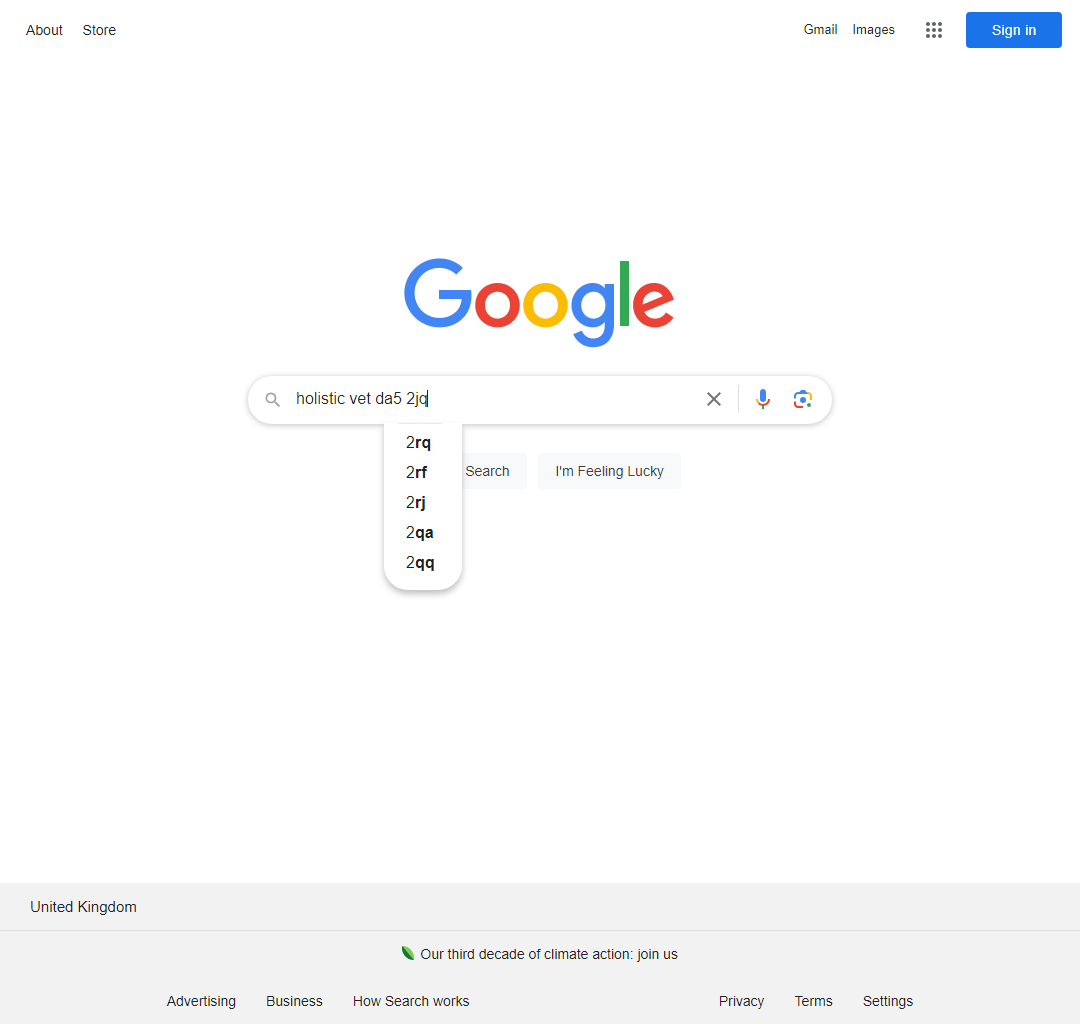 About Store Gmail Images Sign in
Google
holistic vet da5 2jq
2rq
Search I'm Feeling Lucky
2rf
2rj
2qa
2qq
United Kingdom
Our third decade of climate action: join us
Advertising Business How Search works Privacy Terms Settings